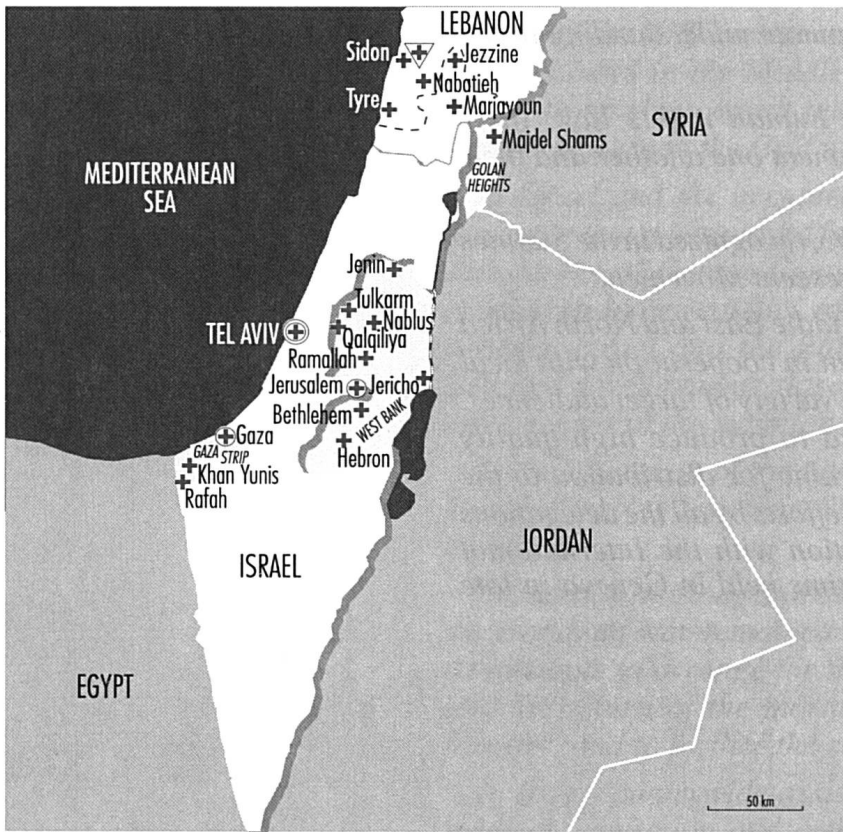 LEBANON
Sidon
Jezzine
Nabatieh
Tyre
Marjayoun
Majdel Shams
SYRIA
MEDITERRANEAN
SEA
GOLAN
HEIGHTS
Jenin
Tulkarm
Nablus
TEL AVIV
Qalqiliya
Ramallah
Jerusalem
Jericho
Bethlehem
WEST BANK
Gaza
GAZA STRIP
Hebron
Khan Yunis
Rafah
JORDAN
ISRAEL
EGYPT
50 km